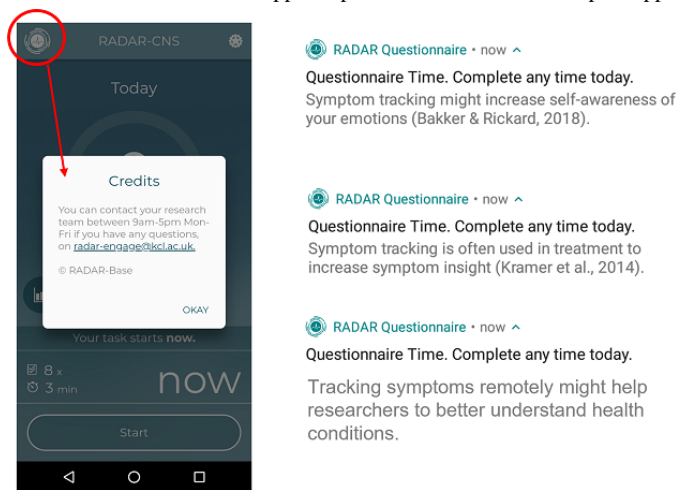 RADAR-CNS
Today
Credits
You can contact your research
team between 9am-5pm Mon-
Fri if you have any questions,
on radar-engage@kcl.ac.uk.
© RADAR-Base
OKAY
Your task starts now.
8 x
3 min
now
Start
RADAR Questionnaire • now
Questionnaire Time. Complete any time today.
Symptom tracking might increase self-awareness of
your emotions (Bakker & Rickard, 2018).
RADAR Questionnaire • now
Questionnaire Time. Complete any time today.
Symptom tracking is often used in treatment to
increase symptom insight (Kramer et al., 2014).
RADAR Questionnaire • now
Questionnaire Time. Complete any time today.
Tracking symptoms remotely might help
researchers to better understand health
conditions.